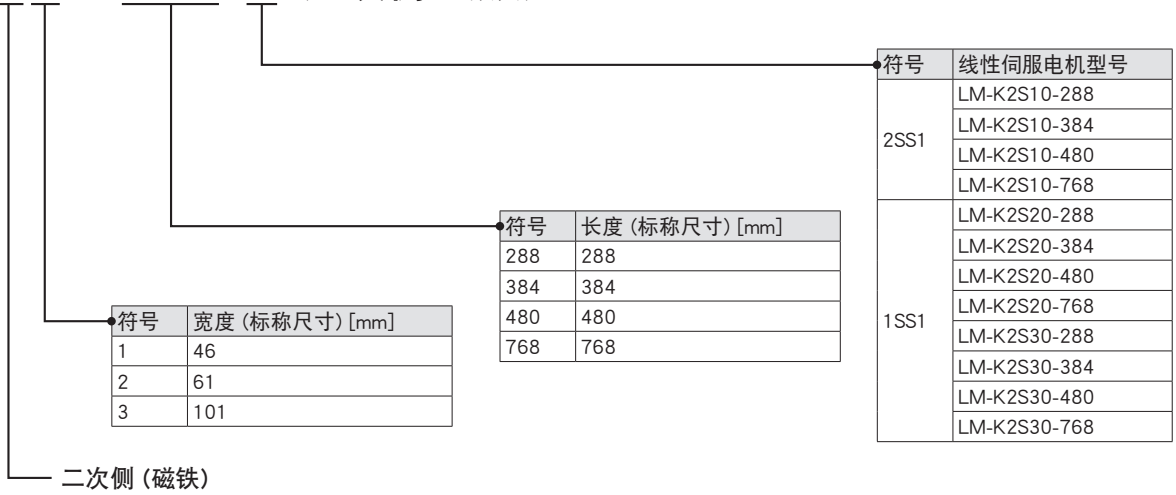 符号 线性伺服电机型号
2SS1 LM-K2S10-288
LM-K2S10-384
LM-K2S10-480
LM-K2S10-768
1SS1 LM-K2S20-288
LM-K2S20-384
LM-K2S20-480
LM-K2S20-768
LM-K2S30-288
LM-K2S30-384
LM-K2S30-480
LM-K2S30-768
符号 长度 (标称尺寸) [mm]
288 288
384 384
480 480
768 768
符号 宽度 (标称尺寸) [mm]
1 46
2 61
3 101
二次侧 (磁铁)